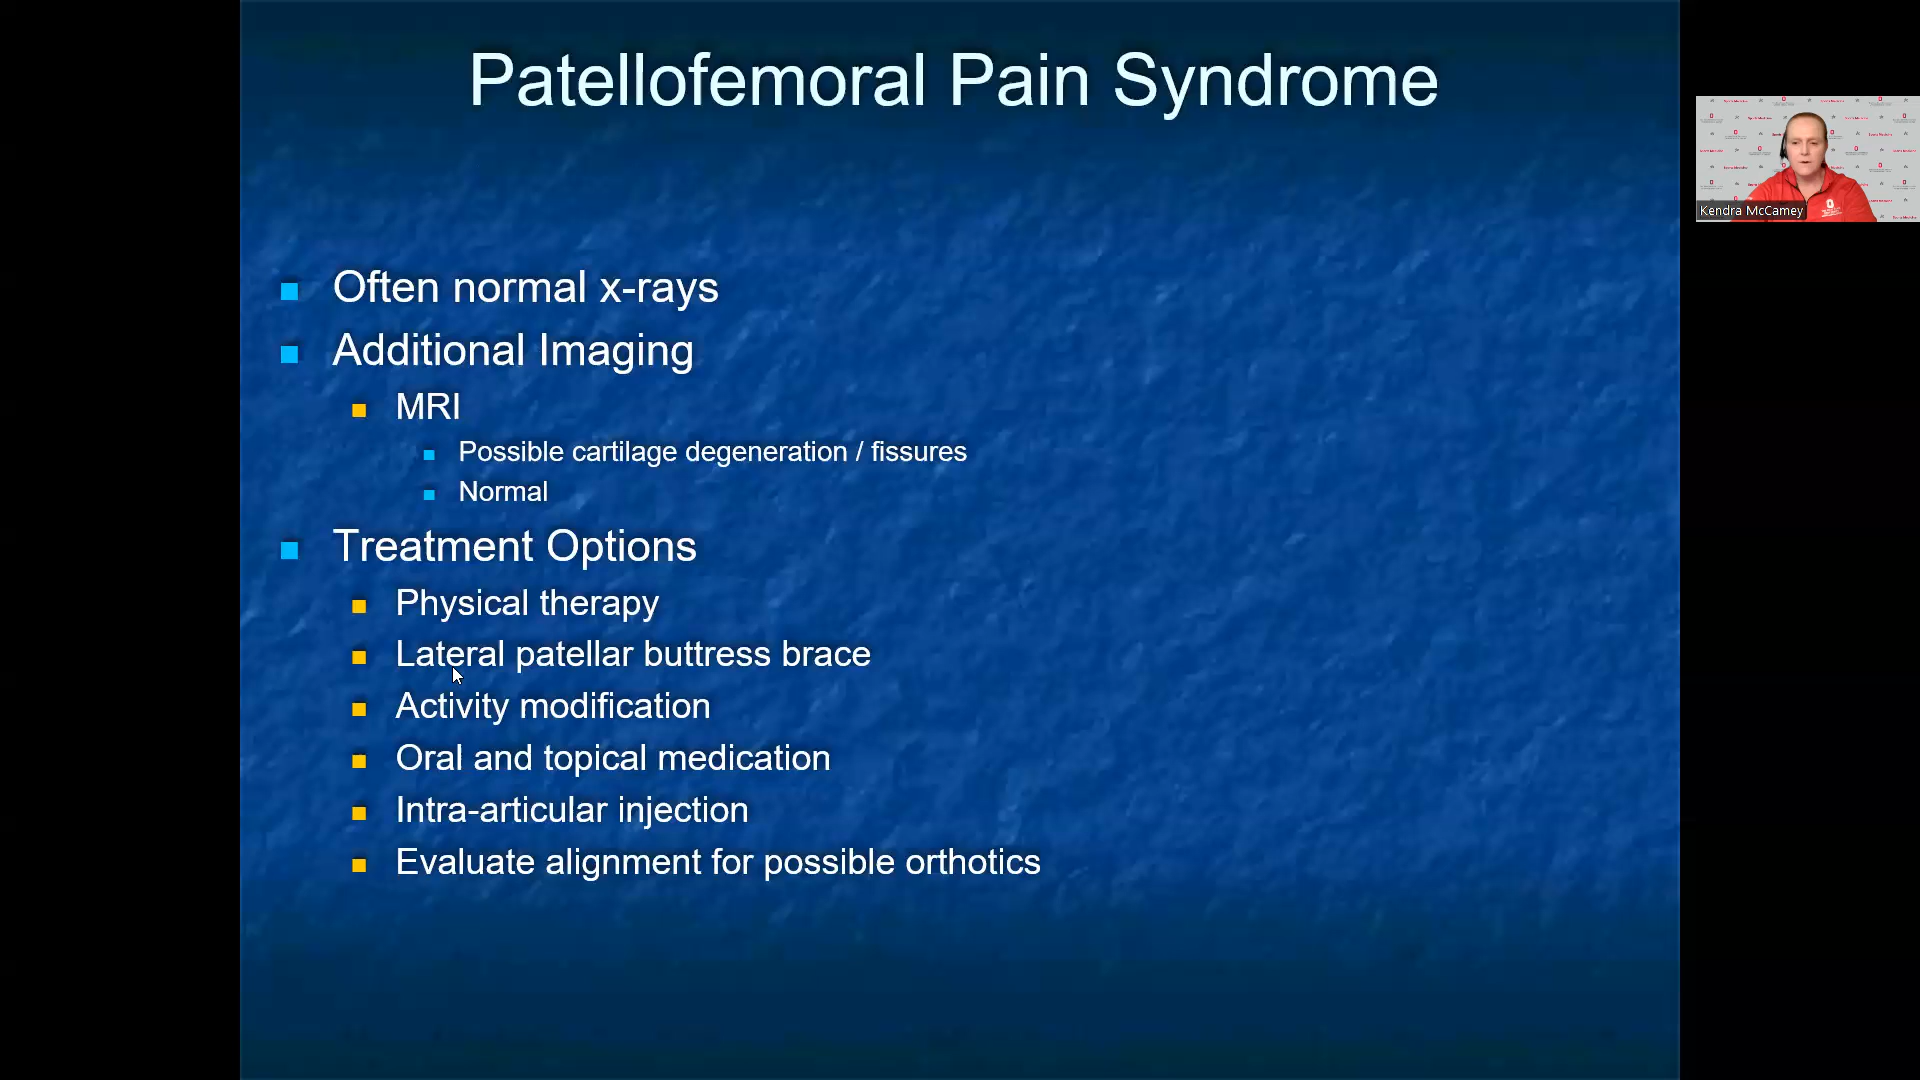 Patellofemoral Pain Syndrome
Often normal x-rays
Additional Imaging
MRI
Possible cartilage degeneration / fissures
Normal
Treatment Options
Physical therapy
Lateral patellar buttress brace
Activity modification
Oral and topical medication
Intra-articular injection
Evaluate alignment for possible orthotics
Kendra McCamey